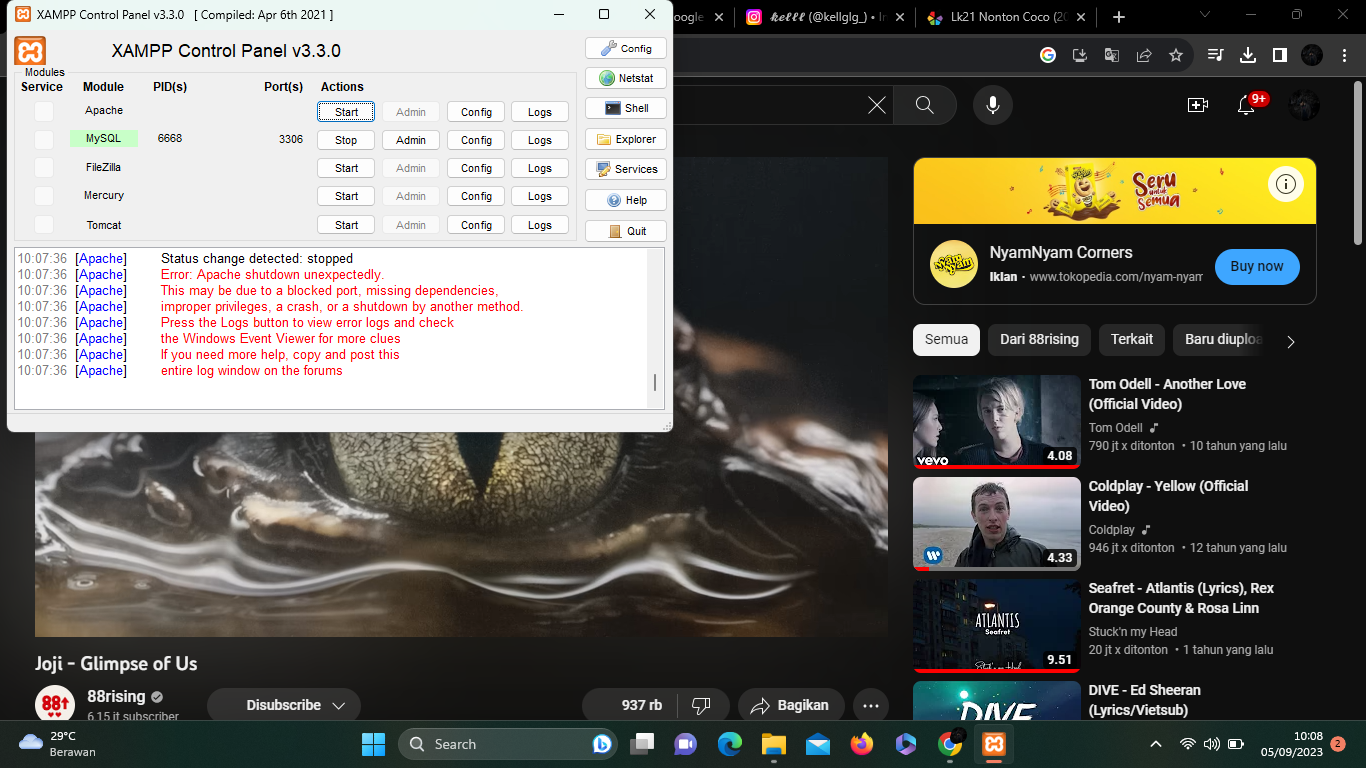 XAMPP Control Panel v3.3.0 [ Compiled: Apr 6th 2021 ]
XAMPP Control Panel v3.3.0
Config
Modules
Service Module PID(s) Port(s) Actions
Netstat
Apache Start Admin Config Logs
Shell
MySQL 6668 3306 Stop Admin Config Logs
Explorer
FileZilla Start Admin Config Logs
Services
Mercury Start Admin Config Logs
Help
Tomcat Start Admin Config Logs
Quit
10:07:36 [Apache] Status change detected: stopped
10:07:36 [Apache] Error: Apache shutdown unexpectedly.
10:07:36 [Apache] This may be due to a blocked port, missing dependencies,
10:07:36 [Apache] improper privileges, a crash, or a shutdown by another method.
10:07:36 [Apache] Press the Logs button to view error logs and check
10:07:36 [Apache] the Windows Event Viewer for more clues
10:07:36 [Apache] If you need more help, copy and post this
10:07:36 [Apache] entire log window on the forums
oogle
𝓴𝓮𝓵𝓵𝓵 (@kellglg_) • In
Lk21 Nonton Coco (20
9+
Seru
untuk
Semua
NyamNyam Corners
Iklan • www.tokopedia.com/nyam-nyam
Buy now
Semua
Dari 88rising
Terkait
Baru diuploa
Tom Odell - Another Love
(Official Video)
Tom Odell
790 jt x ditonton • 10 tahun yang lalu
vevo
4.08
Coldplay - Yellow (Official
Video)
Coldplay
946 jt x ditonton • 12 tahun yang lalu
4.33
Seafret - Atlantis (Lyrics), Rex
Orange County & Rosa Linn
Stuck'n my Head
20 jt x ditonton • 1 tahun yang lalu
ATLANTIS
Seafret
9.51
DIVE - Ed Sheeran
(Lyrics/Vietsub)
DIVE
Joji - Glimpse of Us
88rising
6,15 jt subscriber
Disubscribe
937 rb
Bagikan
29°C
Berawan
Search
10:08
05/09/2023
2